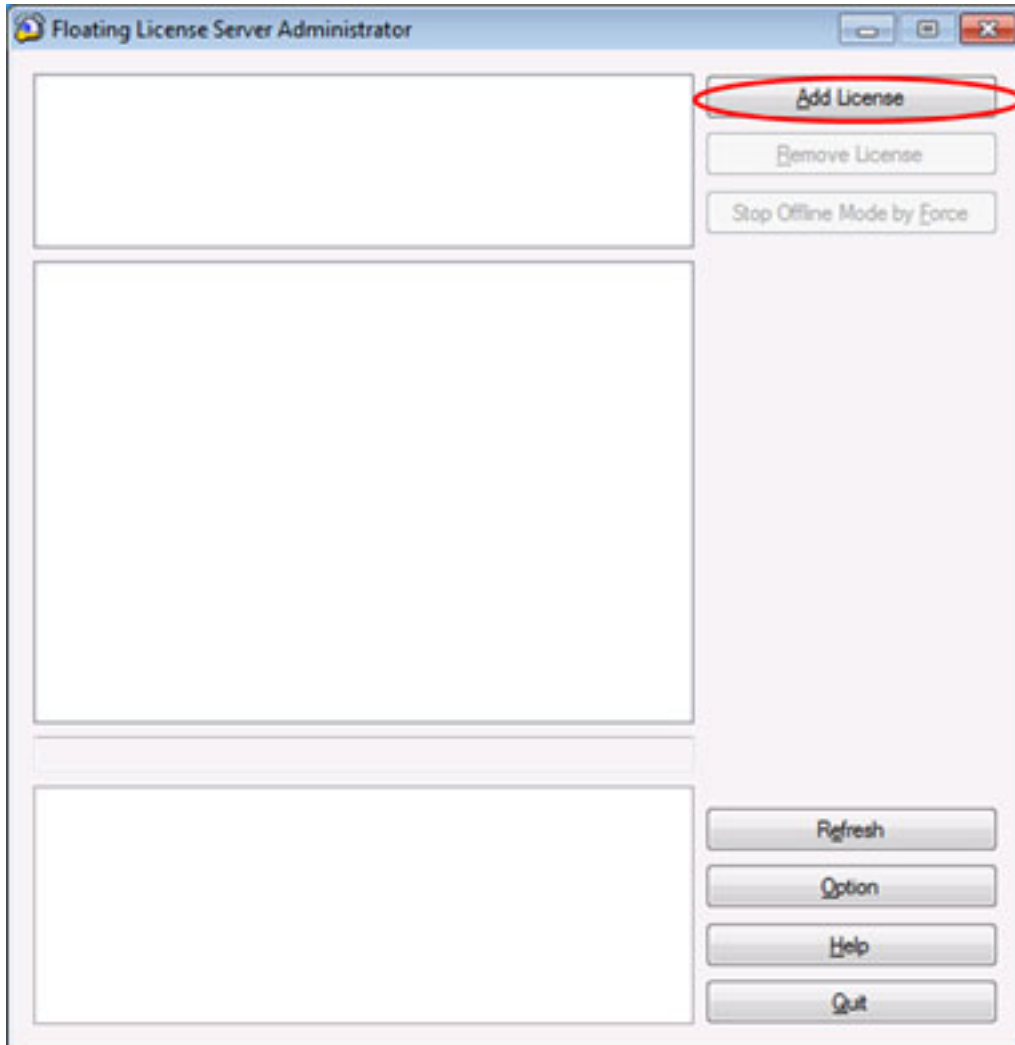 Floating License Server Administrator
Add License
Remove License
Stop Offline Mode by Force
Refresh
Option
Help
Quit